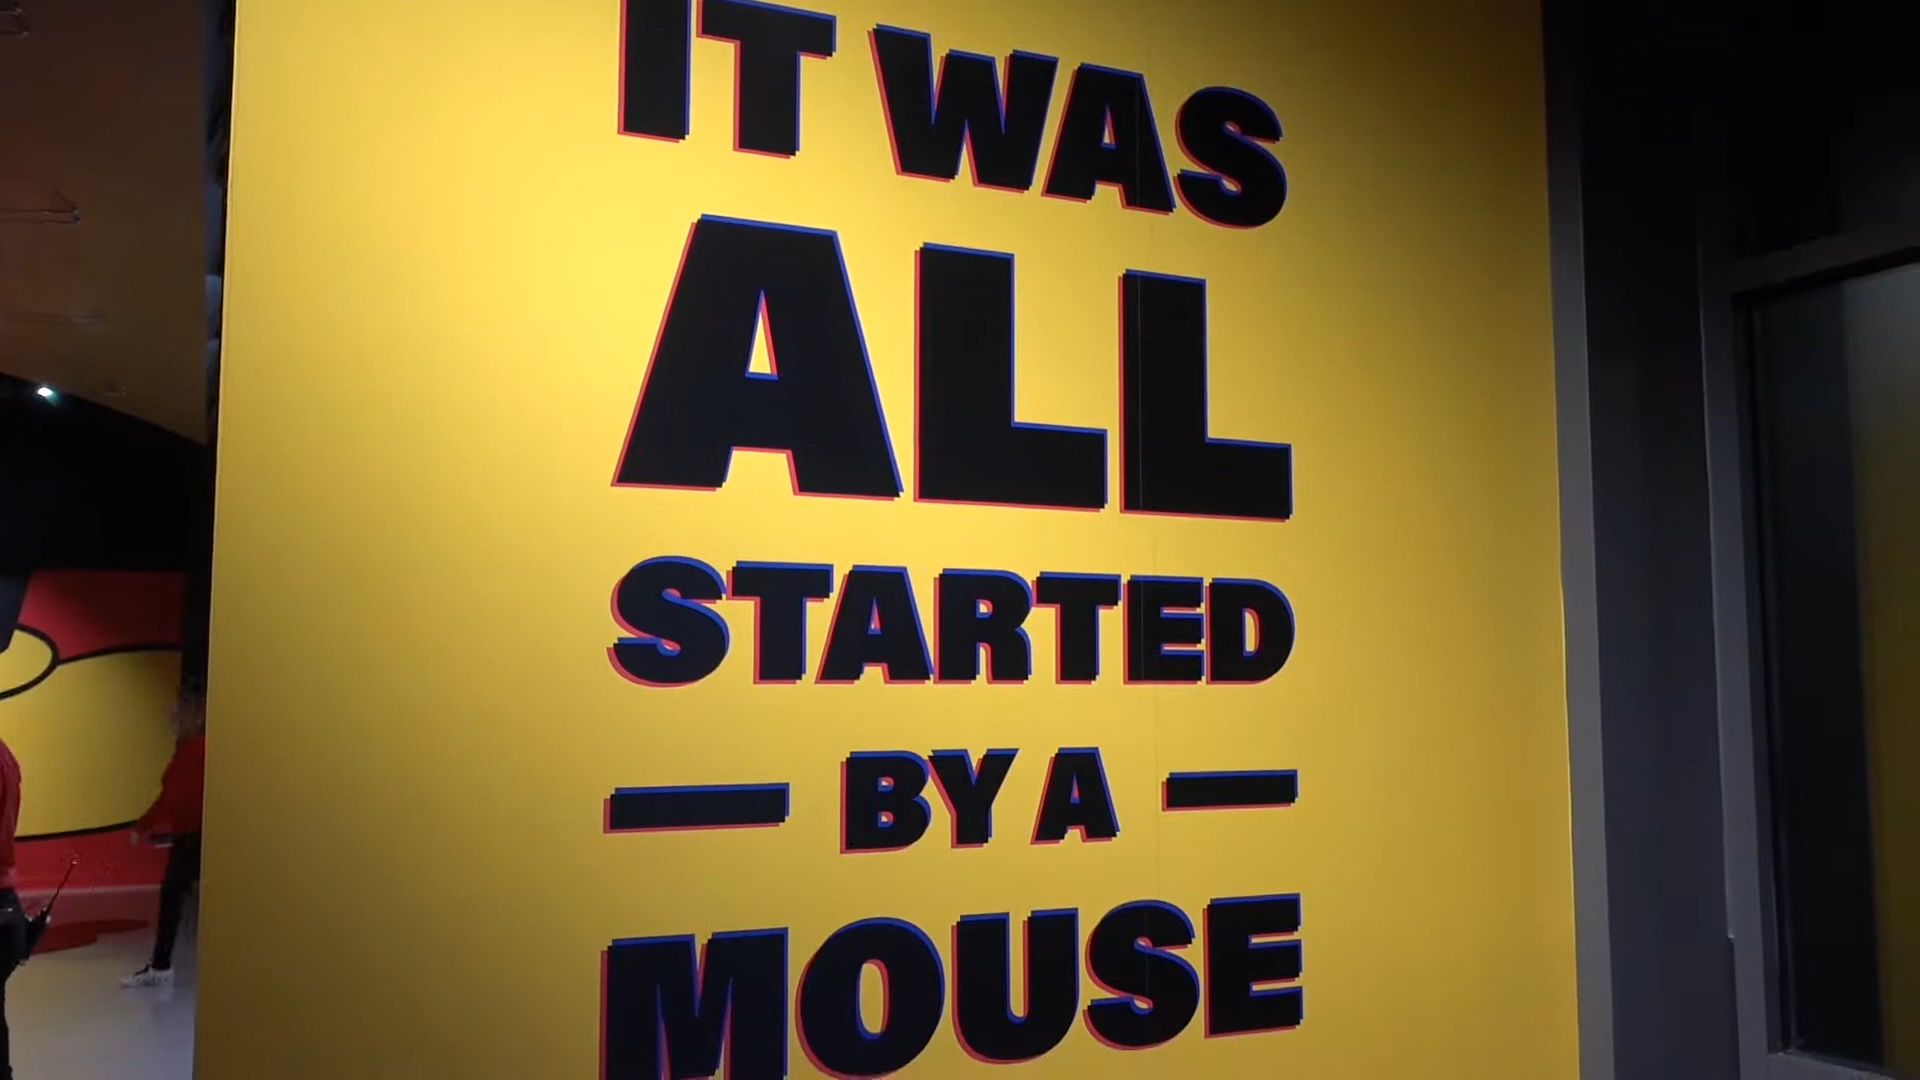 IT WAS
ALL
STARTED
— BY A —
MOUSE